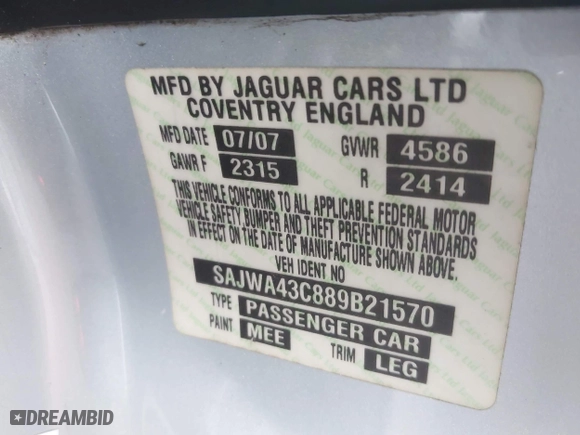 MFD BY JAGUAR CARS LTD
COVENTRY ENGLAND
MFD DATE 07/07 GVWR 4586
GAWR F 2315 R 2414
THIS VEHICLE CONFORMS TO ALL APPLICABLE FEDERAL MOTOR
VEHICLE SAFETY BUMPER AND THEFT PREVENTION STANDARDS
IN EFFECT ON THE DATE OF MANUFACTURE SHOWN ABOVE.
VEH IDENT NO
SAJWA43C889B21570
TYPE PASSENGER CAR
PAINT MEE TRIM LEG
DREAMBID